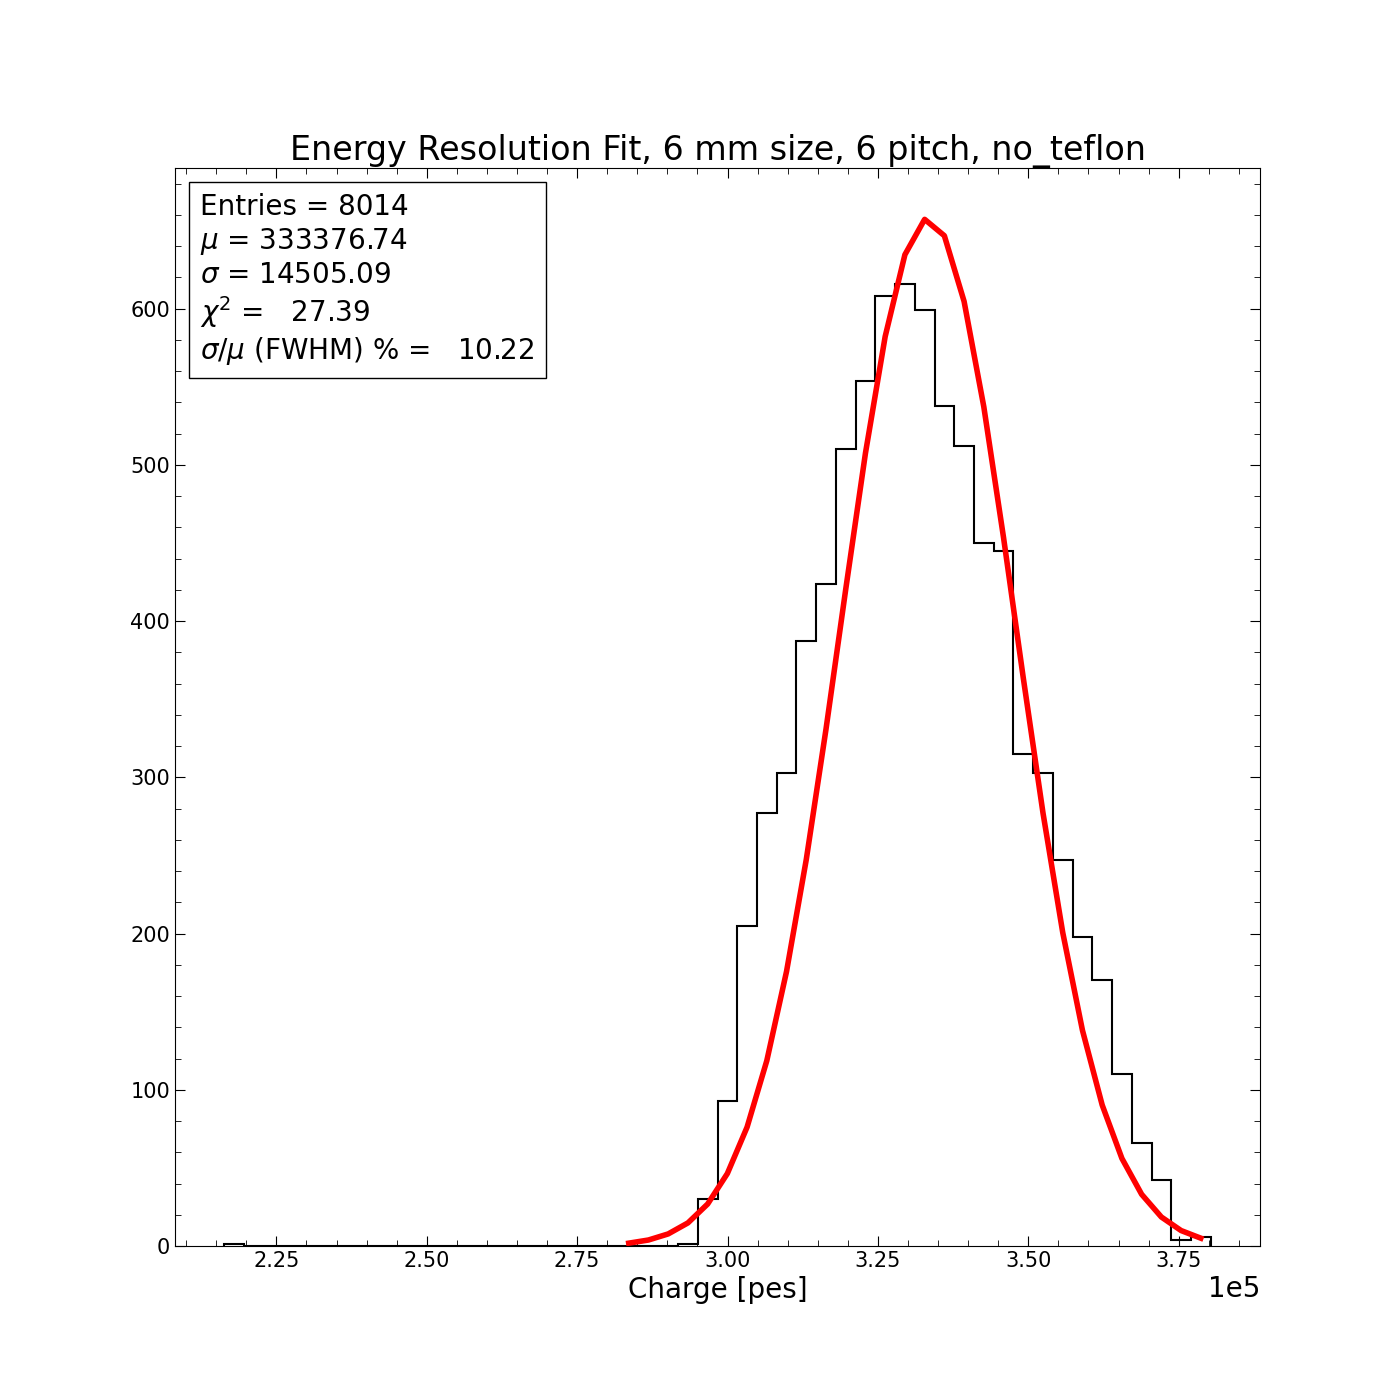 Energy Resolution Fit, 6 mm size, 6 pitch, no_teflon
Entries = 8014
μ = 333376.74
σ = 14505.09
χ² = 27.39
σ/μ (FWHM) % = 10.22
600
500
400
300
200
100
0
2.25 2.50 2.75 3.00 3.25 3.50 3.75
Charge [pes]
1e5